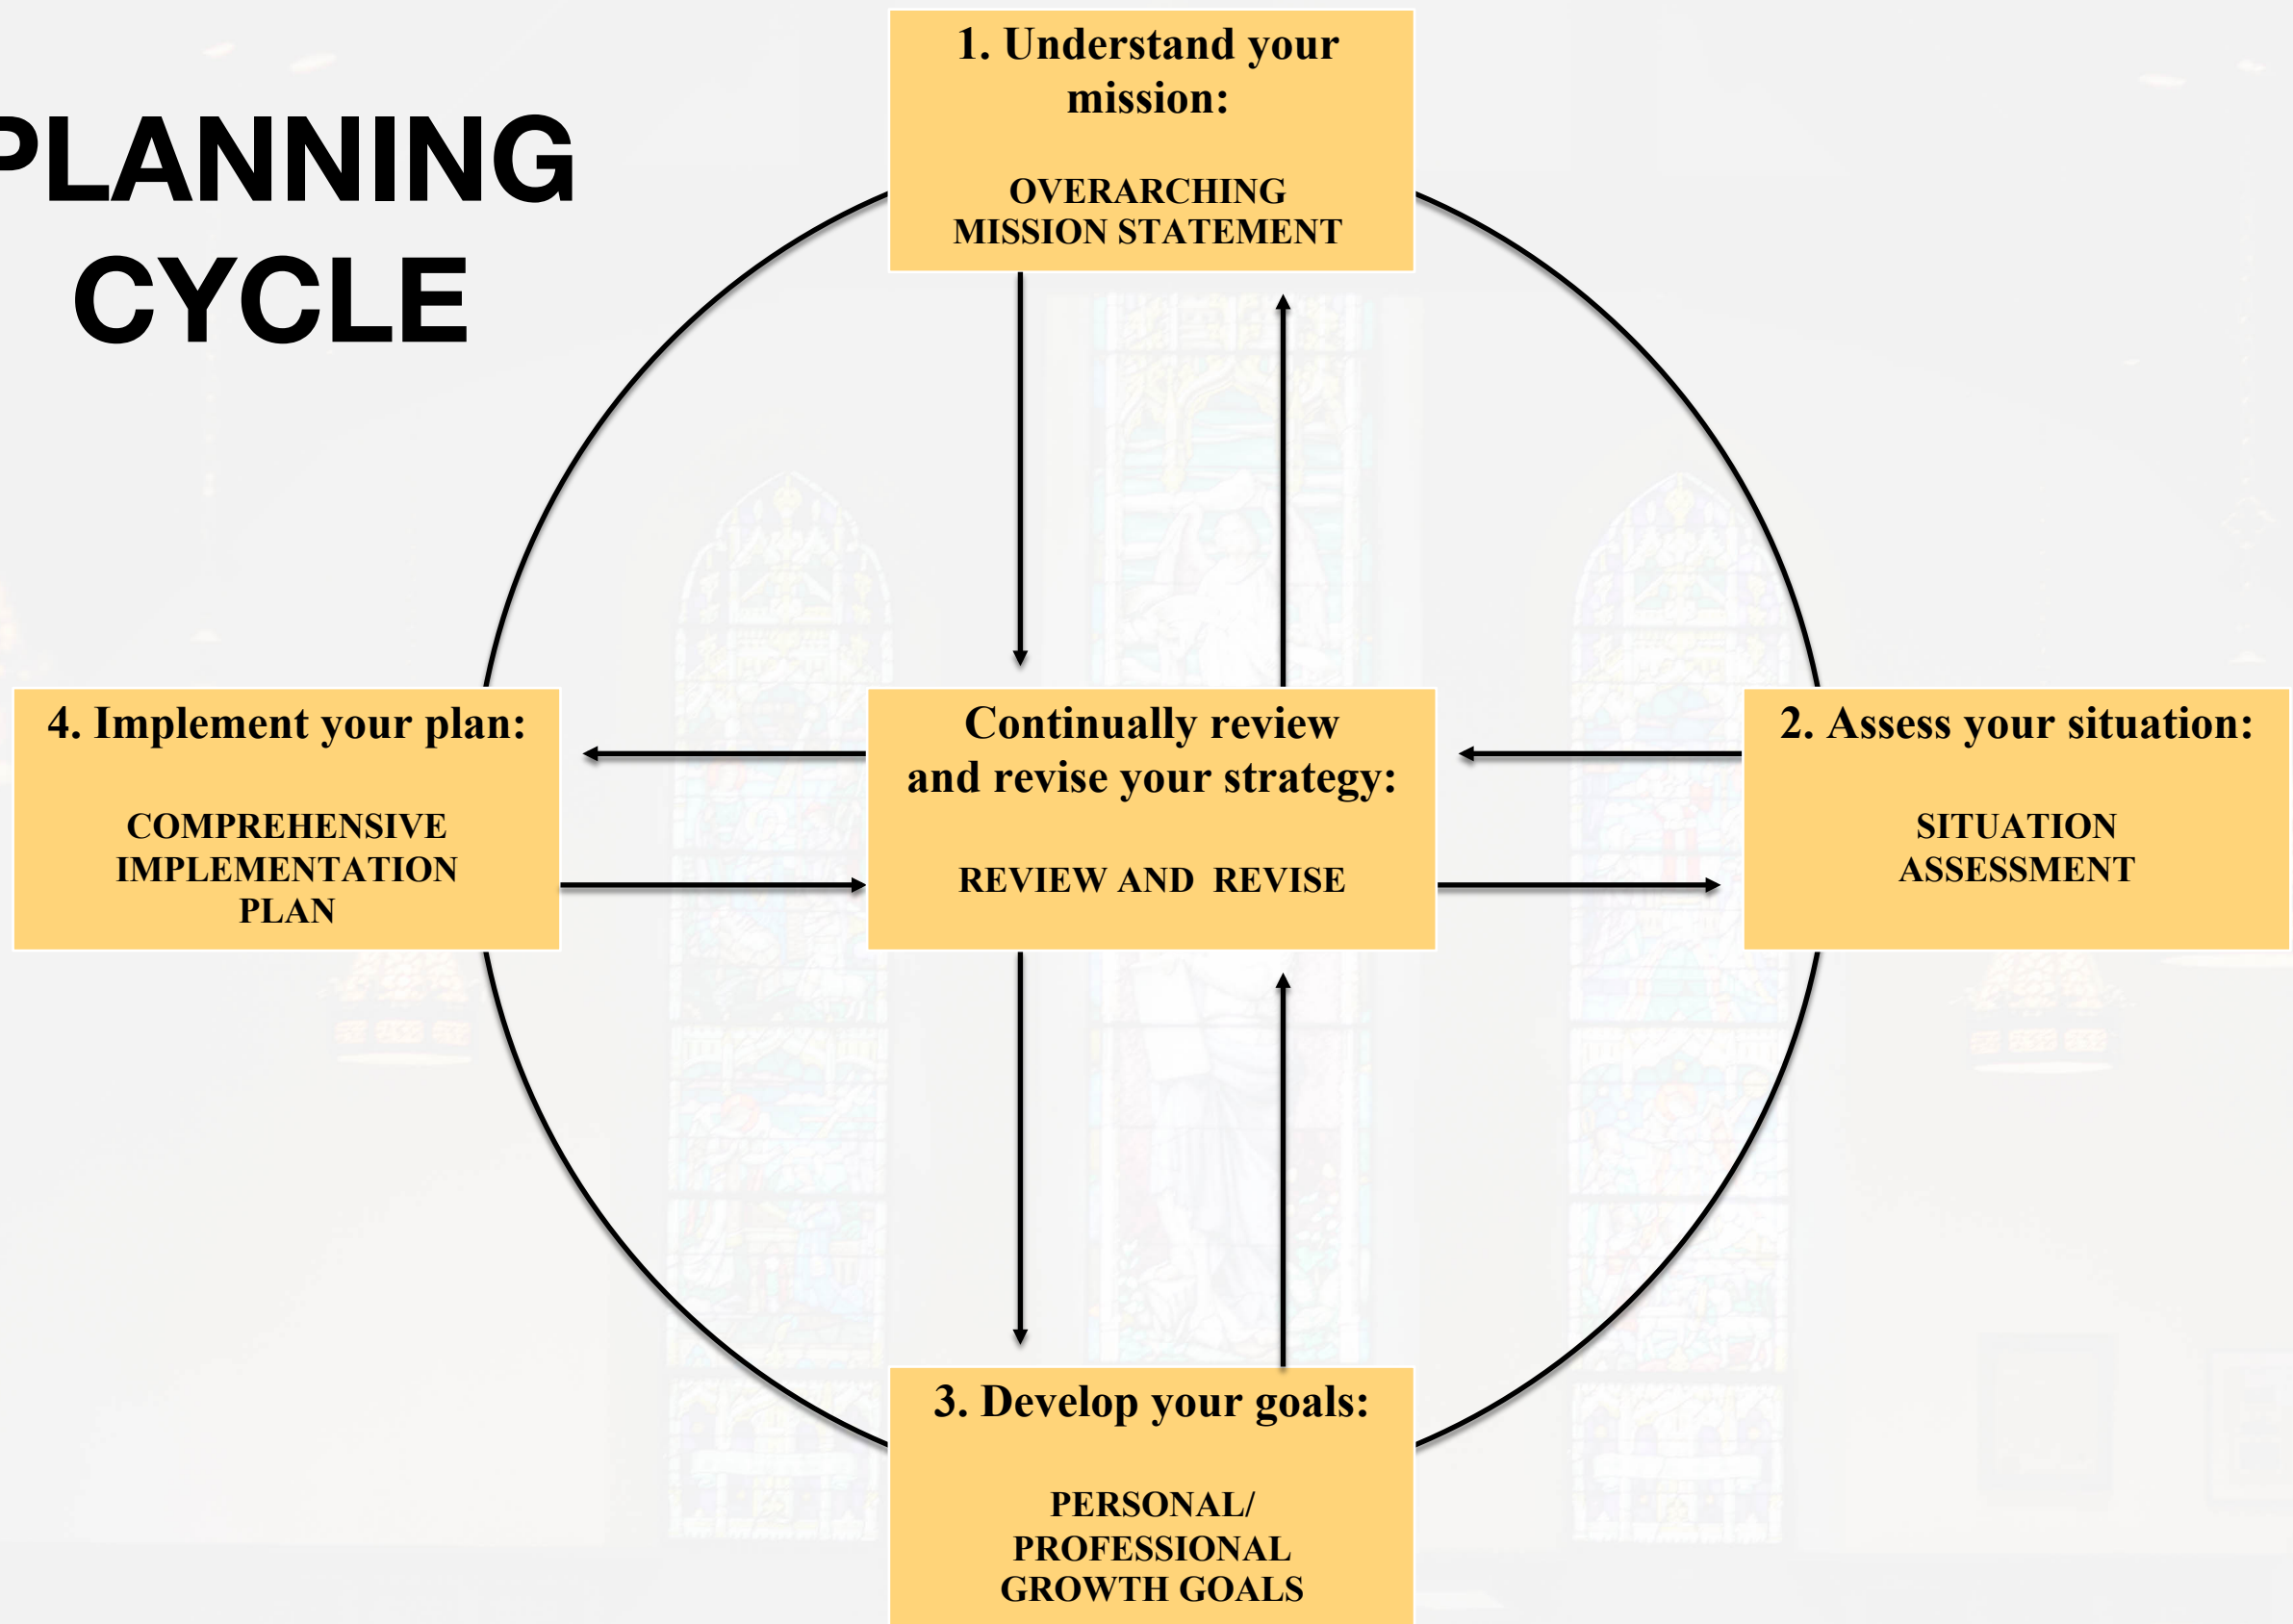 PLANNING
CYCLE
1. Understand your
mission:
OVERARCHING
MISSION STATEMENT
4. Implement your plan:
COMPREHENSIVE
IMPLEMENTATION
PLAN
Continually review
and revise your strategy:
REVIEW AND  REVISE
2. Assess your situation:
SITUATION
ASSESSMENT
3. Develop your goals:
PERSONAL/
PROFESSIONAL
GROWTH GOALS